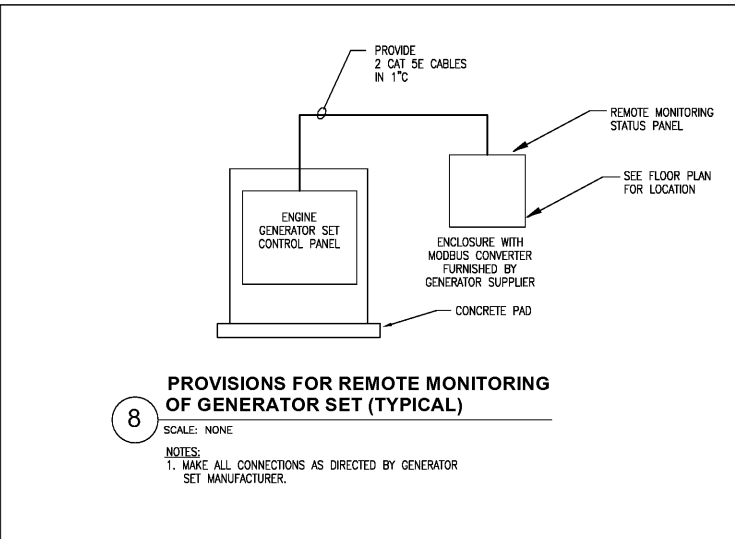 PROVIDE
2 CAT 5E CABLES
IN 1"C
REMOTE MONITORING
STATUS PANEL
SEE FLOOR PLAN
FOR LOCATION
ENGINE
GENERATOR SET
CONTROL PANEL
ENCLOSURE WITH
MODBUS CONVERTER
FURNISHED BY
GENERATOR SUPPLIER
CONCRETE PAD
8
PROVISIONS FOR REMOTE MONITORING
OF GENERATOR SET (TYPICAL)
SCALE: NONE
NOTES:
1. MAKE ALL CONNECTIONS AS DIRECTED BY GENERATOR
SET MANUFACTURER.